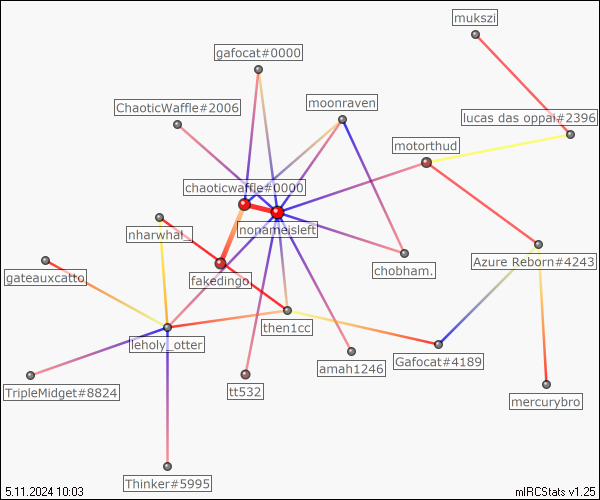 mukszi
gafocat#0000
ChaoticWaffle#2006
moonraven
lucas das oppai#2396
motorthud
chaoticwaffle#0000
nonameisleft
nharwhal_
Azure Reborn#4243
chobham.
gateauxcatto
fakedingo.
then1cc
leholy_otter
Gafocat#4189
amah1246
TripleMidget#8824
tt532
mercurybro
Thinker#5995
5.11.2024 10:03
mIRCStats v1.25